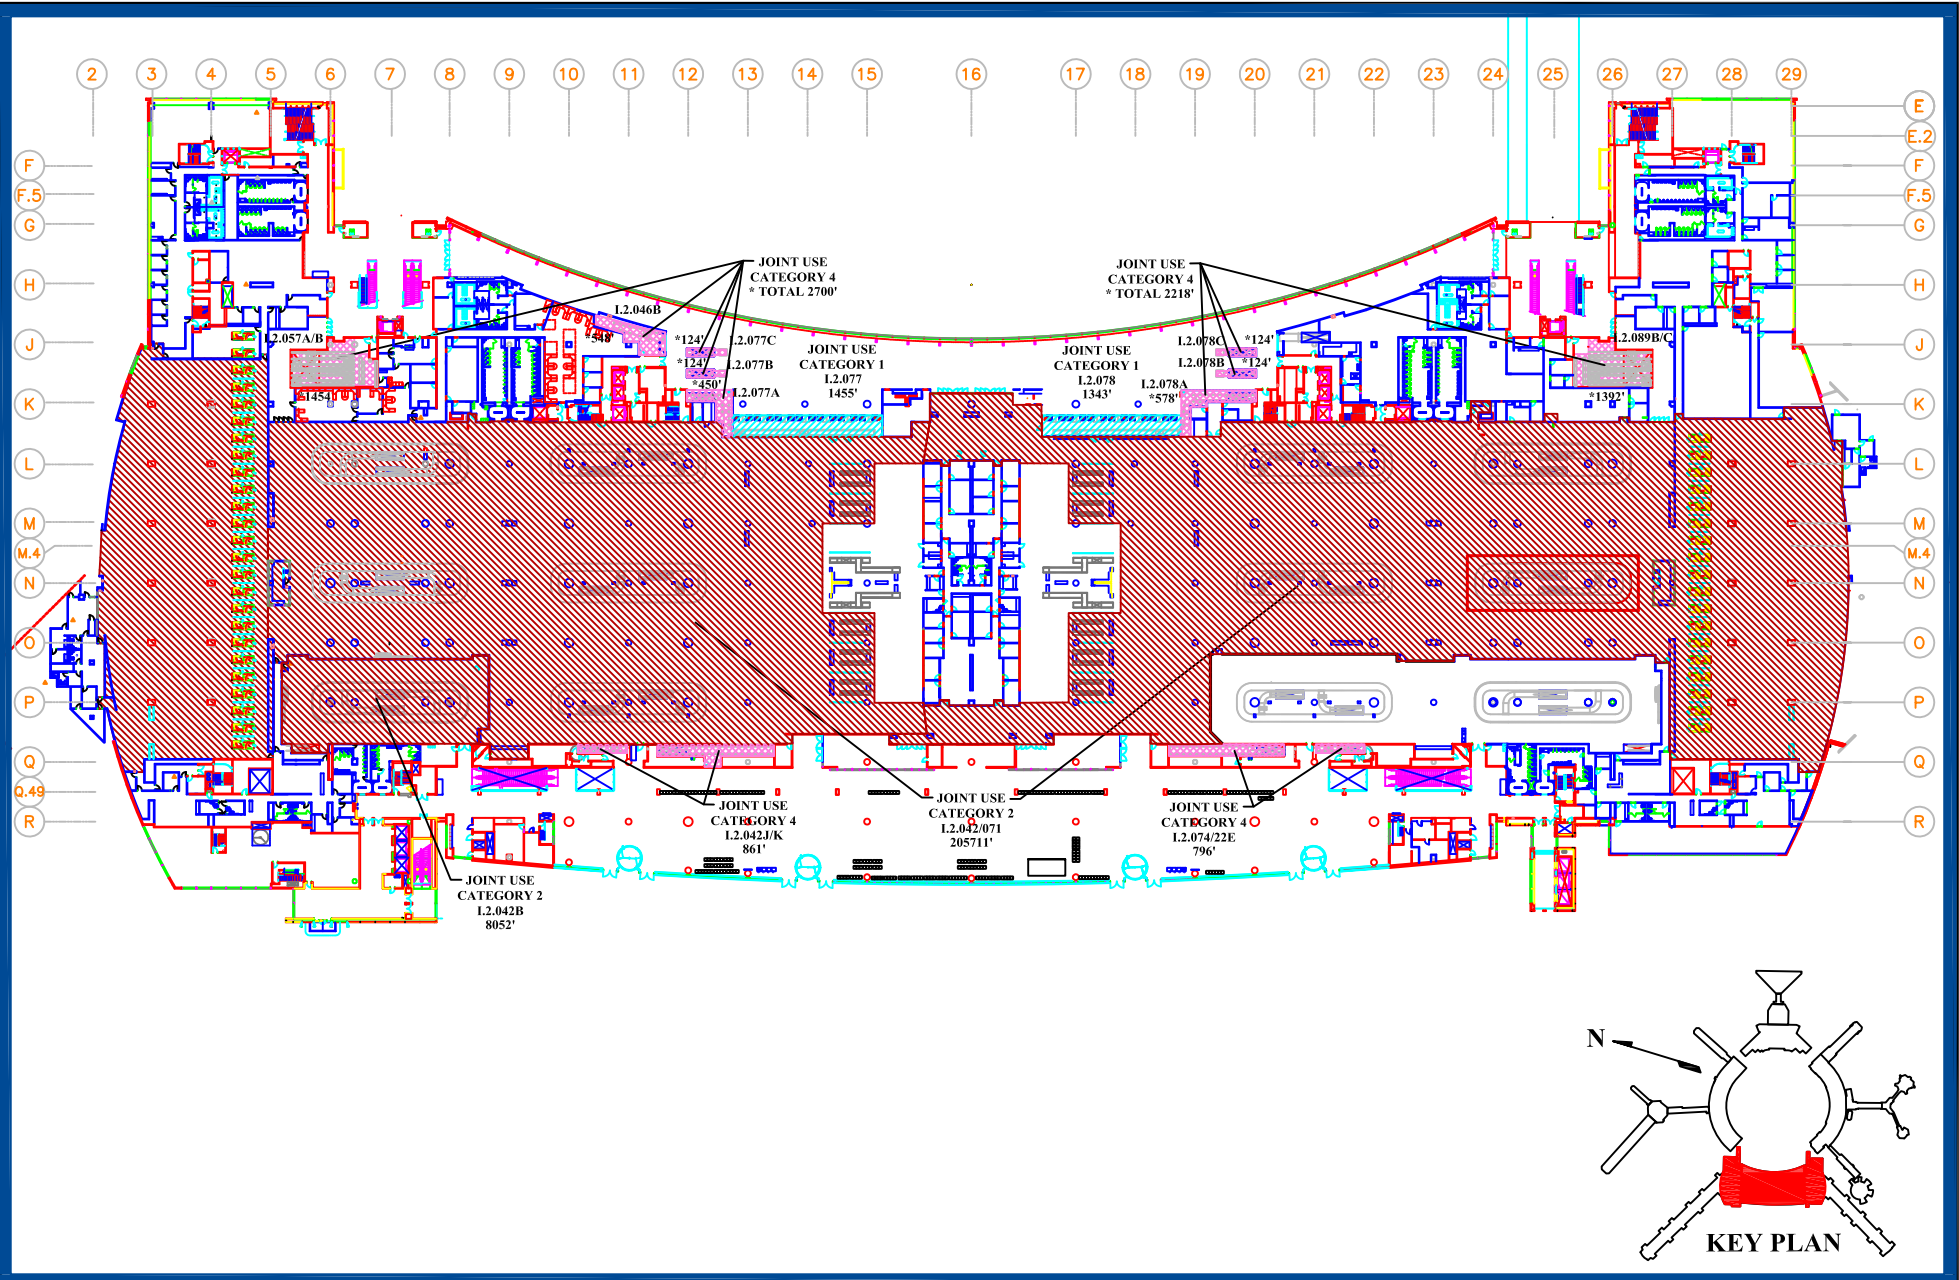 2 3 4 5 6 7 8 9 10 11 12 13 14 15 16 17 18 19 20 21 22 23 24 25 26 27 28 29
E
E.2
F F
F.5 F.5
G G
H H
J J
K K
L L
M M
M.4 M.4
N N
O O
P P
Q Q
Q.49
R R
JOINT USE
CATEGORY 4
* TOTAL 2700'
I.2.046B
*548'
I.2.057A/B
1454'
*124'
I.2.077C
*124'
I.2.077B
*450'
I.2.077A
JOINT USE
CATEGORY 1
I.2.077
1455'
JOINT USE
CATEGORY 1
I.2.078
1343'
JOINT USE
CATEGORY 4
* TOTAL 2218'
I.2.078C
*124'
I.2.078B
*124'
I.2.078A
*578'
I.2.089B/C
*1392'
JOINT USE
CATEGORY 4
I.2.042J/K
861'
JOINT USE
CATEGORY 2
I.2.042/071
205711'
JOINT USE
CATEGORY 4
I.2.074/22E
796'
JOINT USE
CATEGORY 2
I.2.042B
8052'
N
KEY PLAN